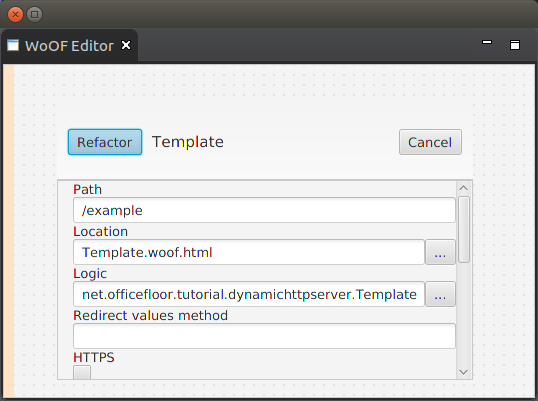 WoOF Editor
Refactor Template Cancel
Path
/example
Location
Template.woof.html ...
Logic
net.officefloor.tutorial.dynamichttpserver.Template ...
Redirect values method
HTTPS